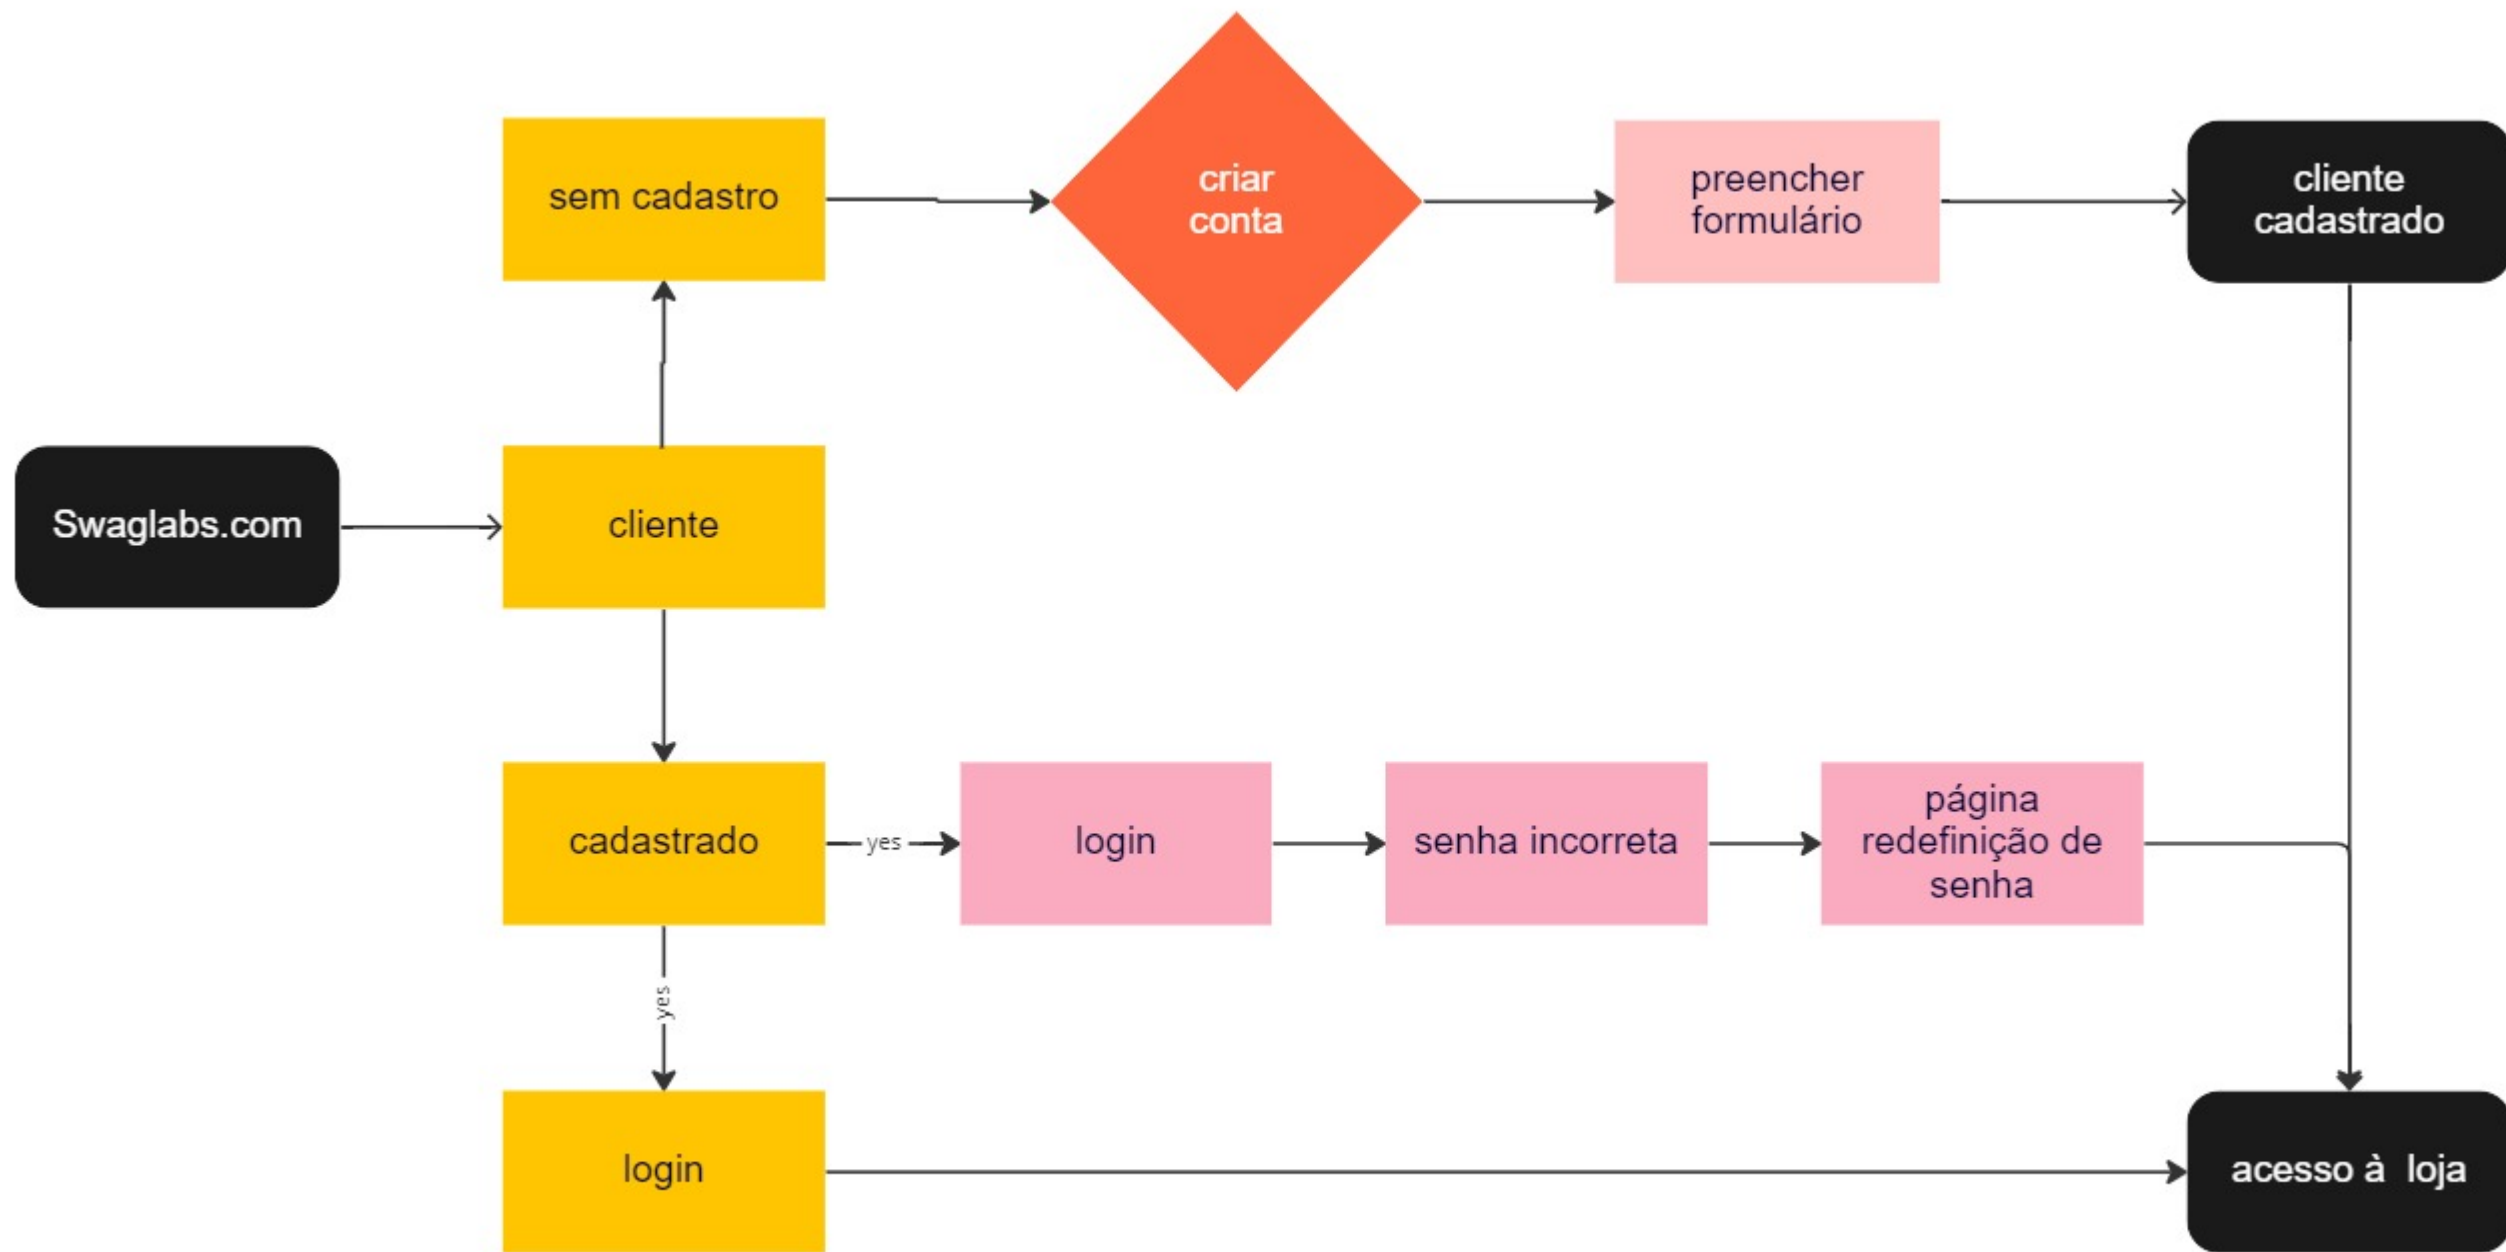 sem cadastro
criar
conta
preencher
formulário
cliente
cadastrado
Swaglabs.com
cliente
cadastrado
yes
login
senha incorreta
página
redefinição de
senha
yes
login
acesso à  loja